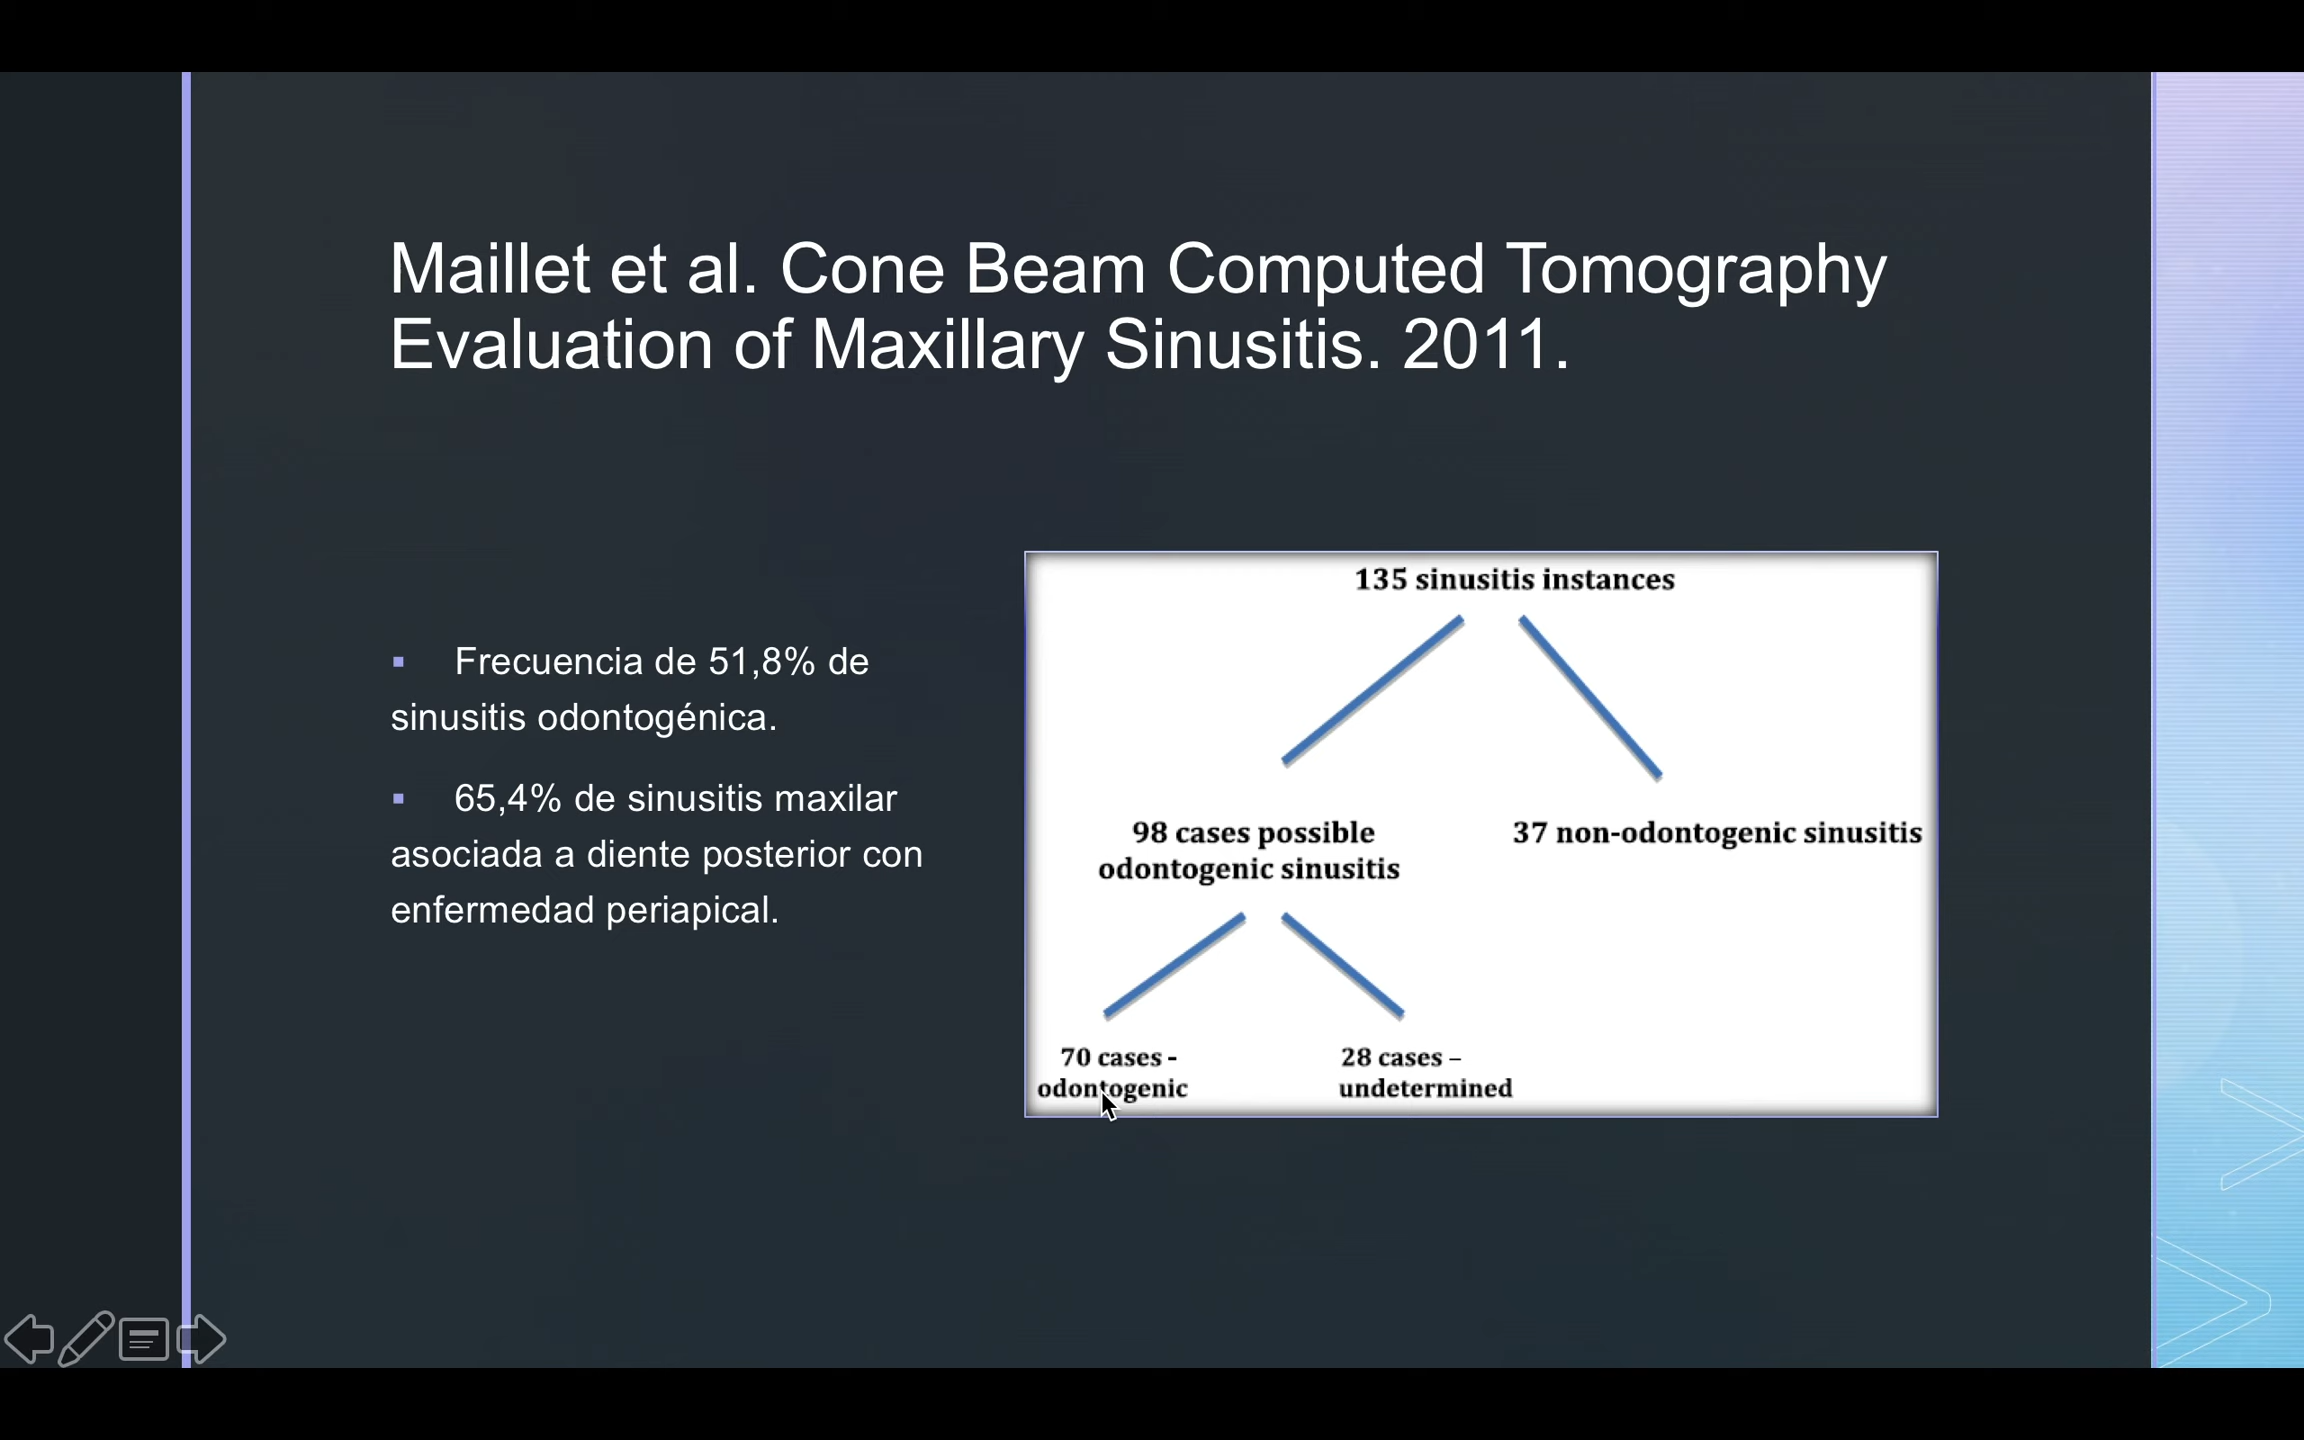 Maillet et al. Cone Beam Computed Tomography
Evaluation of Maxillary Sinusitis. 2011.
▪ Frecuencia de 51,8% de
sinusitis odontogénica.
▪ 65,4% de sinusitis maxilar
asociada a diente posterior con
enfermedad periapical.
135 sinusitis instances
98 cases possible
odontogenic sinusitis
37 non-odontogenic sinusitis
70 cases -
odontogenic
28 cases –
undetermined